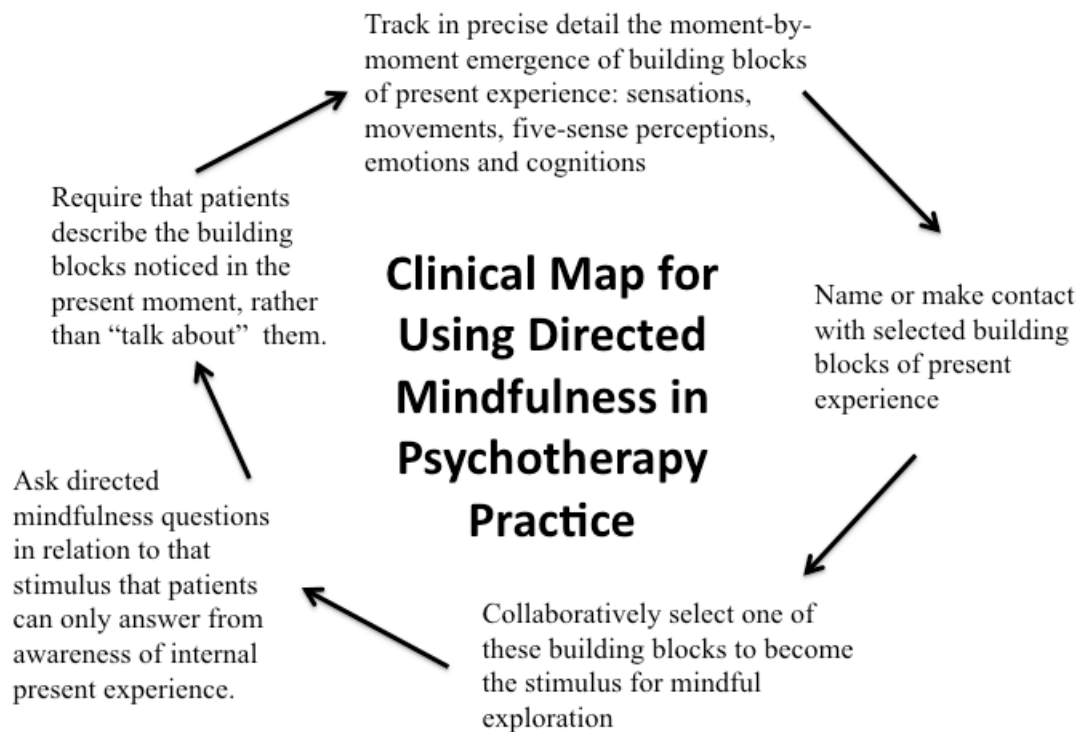 Track in precise detail the moment-by-
moment emergence of building blocks
of present experience: sensations,
movements, five-sense perceptions,
emotions and cognitions
Name or make contact
with selected building
blocks of present
experience
Collaboratively select one of
these building blocks to become
the stimulus for mindful
exploration
Ask directed
mindfulness questions
in relation to that
stimulus that patients
can only answer from
awareness of internal
present experience.
Require that patients
describe the building
blocks noticed in the
present moment, rather
than “talk about” them.
Clinical Map for
Using Directed
Mindfulness in
Psychotherapy
Practice